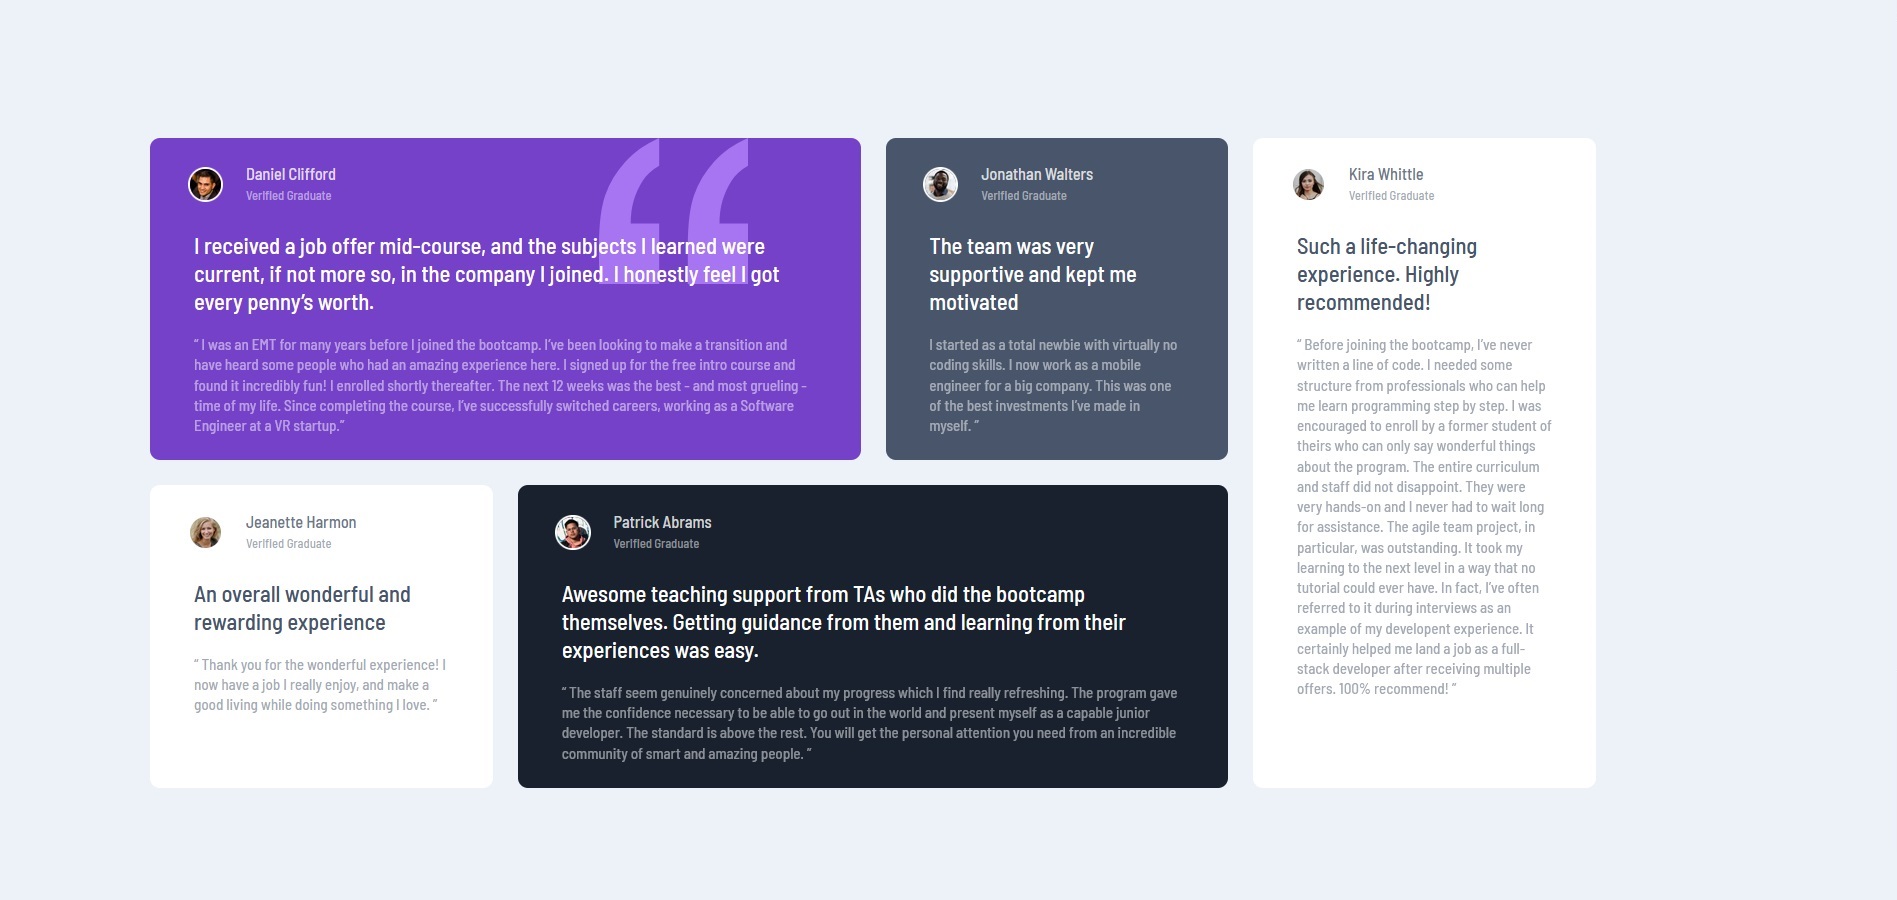 Daniel Clifford
Verified Graduate
I received a job offer mid-course, and the subjects I learned were
current, if not more so, in the company I joined. I honestly feel I got
every penny’s worth.
“ I was an EMT for many years before I joined the bootcamp. I’ve been looking to make a transition and
have heard some people who had an amazing experience here. I signed up for the free intro course and
found it incredibly fun! I enrolled shortly thereafter. The next 12 weeks was the best - and most grueling -
time of my life. Since completing the course, I’ve successfully switched careers, working as a Software
Engineer at a VR startup.”
Jonathan Walters
Verified Graduate
The team was very
supportive and kept me
motivated
I started as a total newbie with virtually no
coding skills. I now work as a mobile
engineer for a big company. This was one
of the best investments I’ve made in
myself. ”
Kira Whittle
Verified Graduate
Such a life-changing
experience. Highly
recommended!
“ Before joining the bootcamp, I’ve never
written a line of code. I needed some
structure from professionals who can help
me learn programming step by step. I was
encouraged to enroll by a former student of
theirs who can only say wonderful things
about the program. The entire curriculum
and staff did not disappoint. They were
very hands-on and I never had to wait long
for assistance. The agile team project, in
particular, was outstanding. It took my
learning to the next level in a way that no
tutorial could ever have. In fact, I’ve often
referred to it during interviews as an
example of my developent experience. It
certainly helped me land a job as a full-
stack developer after receiving multiple
offers. 100% recommend! ”
Jeanette Harmon
Verified Graduate
An overall wonderful and
rewarding experience
“ Thank you for the wonderful experience! I
now have a job I really enjoy, and make a
good living while doing something I love. ”
Patrick Abrams
Verified Graduate
Awesome teaching support from TAs who did the bootcamp
themselves. Getting guidance from them and learning from their
experiences was easy.
“ The staff seem genuinely concerned about my progress which I find really refreshing. The program gave
me the confidence necessary to be able to go out in the world and present myself as a capable junior
developer. The standard is above the rest. You will get the personal attention you need from an incredible
community of smart and amazing people. ”